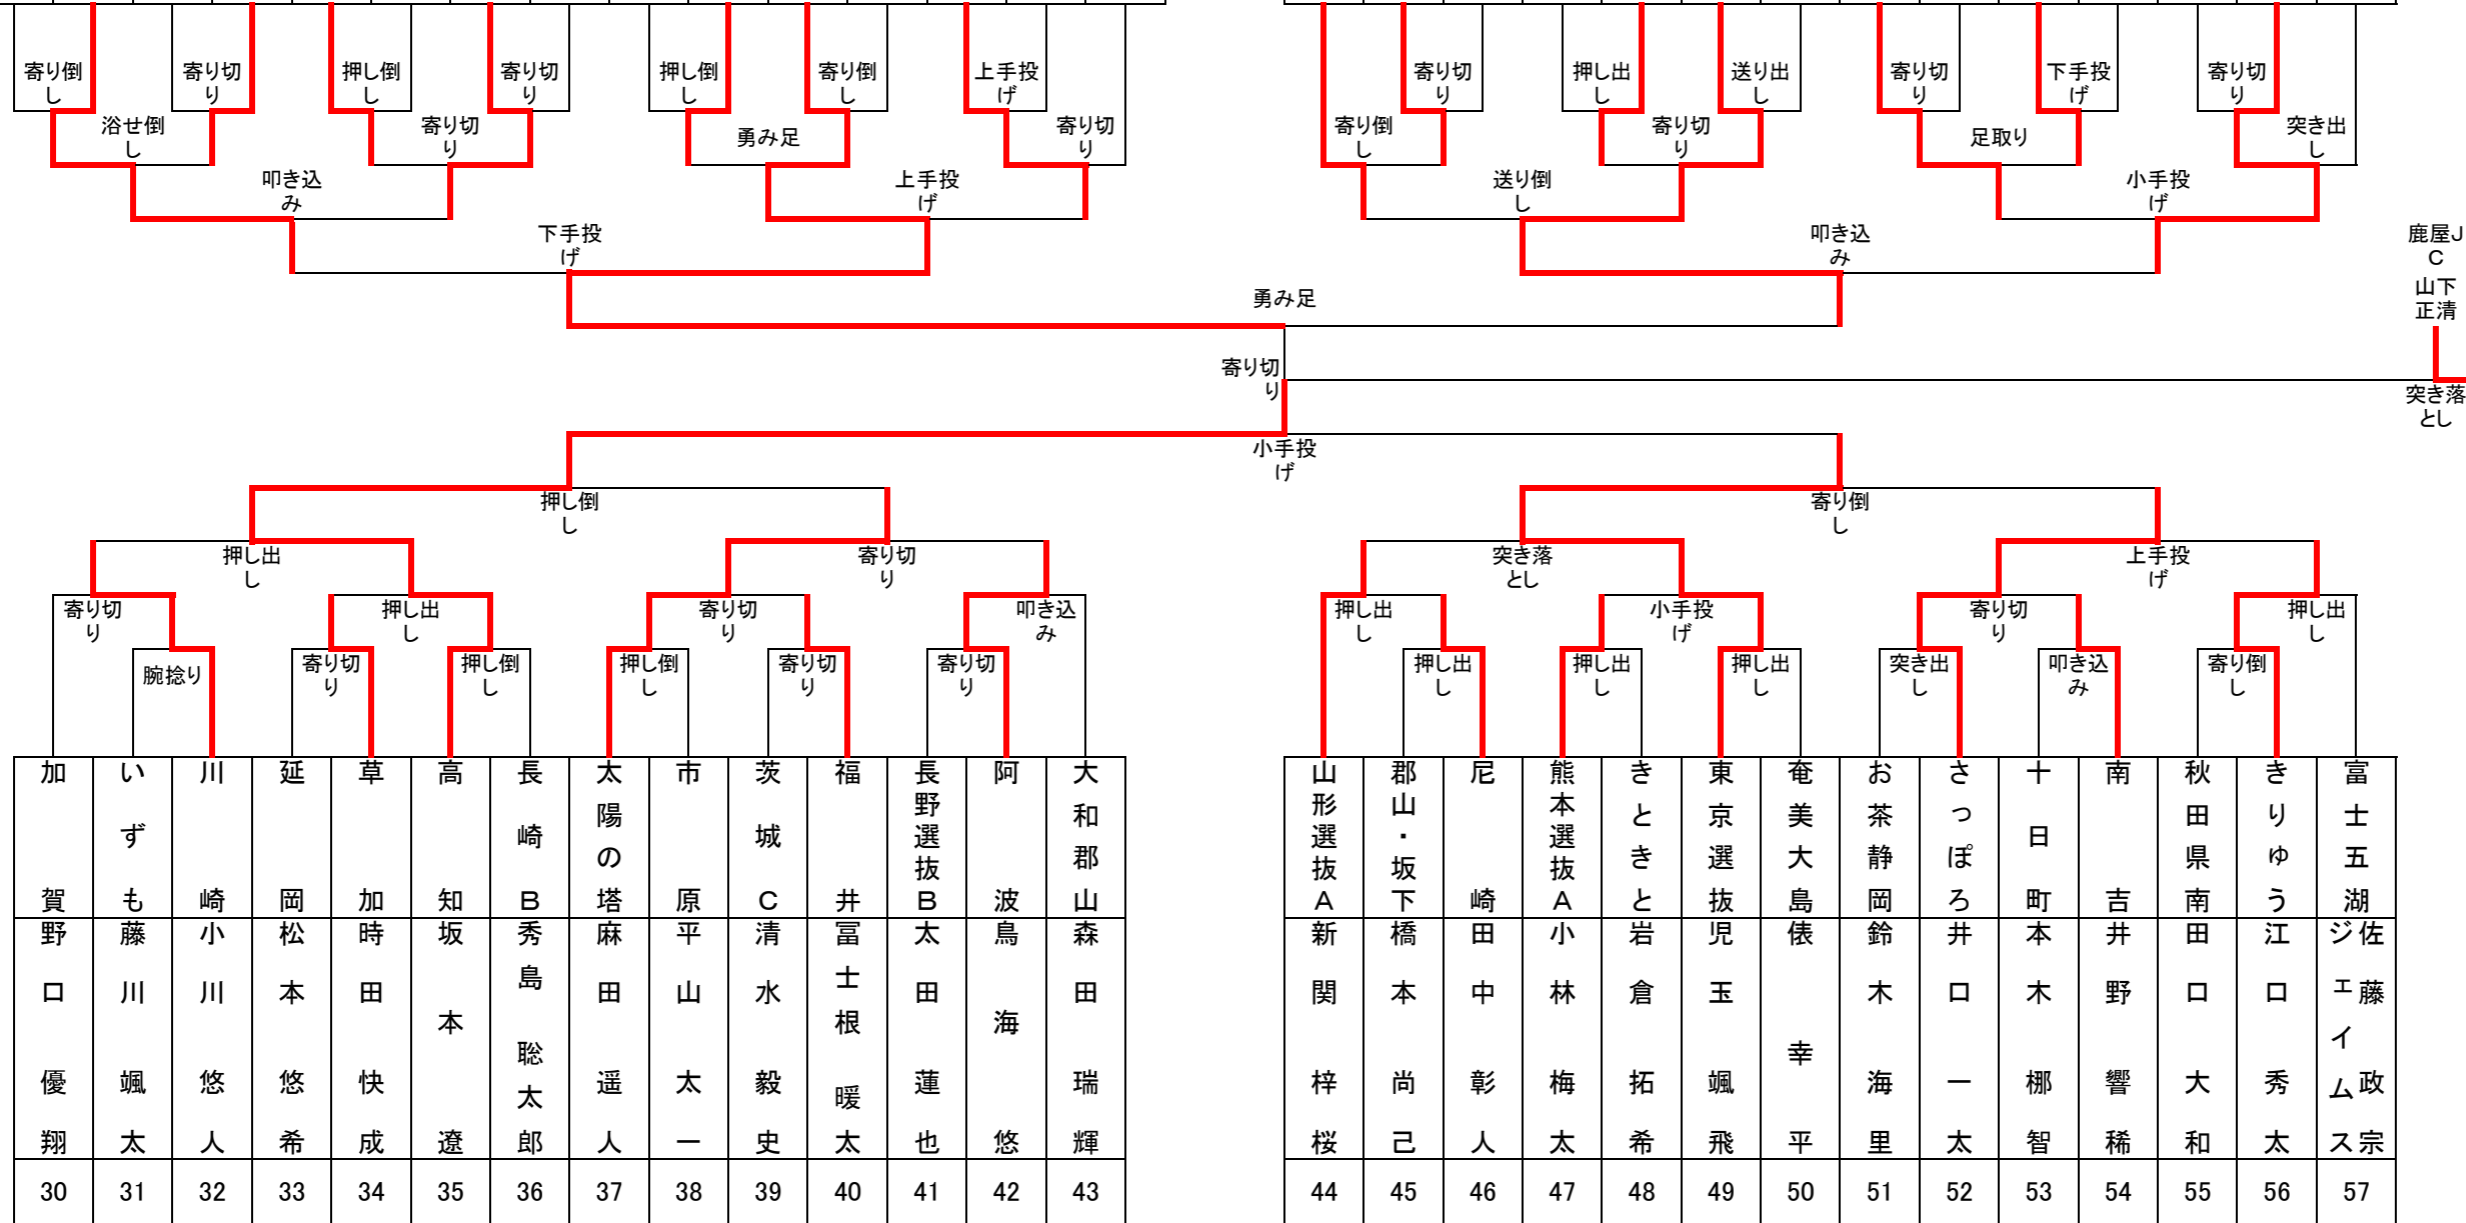 寄り倒し
寄り切り
押し倒し
寄り切り
押し倒し
寄り倒し
上手投げ
寄り切り
押し出し
送り出し
寄り切り
下手投げ
寄り切り
浴せ倒し
寄り切り
勇み足
寄り切り
寄り倒し
寄り切り
足取り
突き出し
叩き込み
上手投げ
送り倒し
小手投げ
下手投げ
叩き込み
鹿屋JC
山下正清
勇み足
寄り切り
突き落とし
小手投げ
押し倒し
寄り倒し
押し出し
寄り切り
突き落とし
上手投げ
寄り切り
押し出し
寄り切り
叩き込み
押し出し
小手投げ
寄り切り
押し出し
腕捻り
寄り切り
押し倒し
押し倒し
寄り切り
寄り切り
押し出し
押し出し
押し出し
突き出し
叩き込み
寄り倒し
加賀 野口優翔 30
いずも 藤川颯太 31
川崎 小川悠人 32
延岡 松本悠希 33
草加 時田快成 34
高知 坂本遼 35
長崎B 秀島聡太郎 36
太陽の塔 麻田遥人 37
市原 平山太一 38
茨城C 清水毅史 39
福井 冨士根暖太 40
長野選抜B 太田蓮也 41
阿波 鳥海悠 42
大和郡山 森田瑞輝 43
山形選抜A 新関梓桜 44
郡山・坂下 橋本尚己 45
尼崎 田中彰人 46
熊本選抜A 小林梅太 47
きときと 岩倉拓希 48
東京選抜 児玉颯飛 49
奄美大島 俵幸平 50
お茶静岡 鈴木海里 51
さっぽろ 井口一太 52
十日町 本木梛智 53
南吉 井野響稀 54
秋田県南 田口大和 55
きりゅう 江口秀太 56
富士五湖 佐藤政宗ジェイムス 57